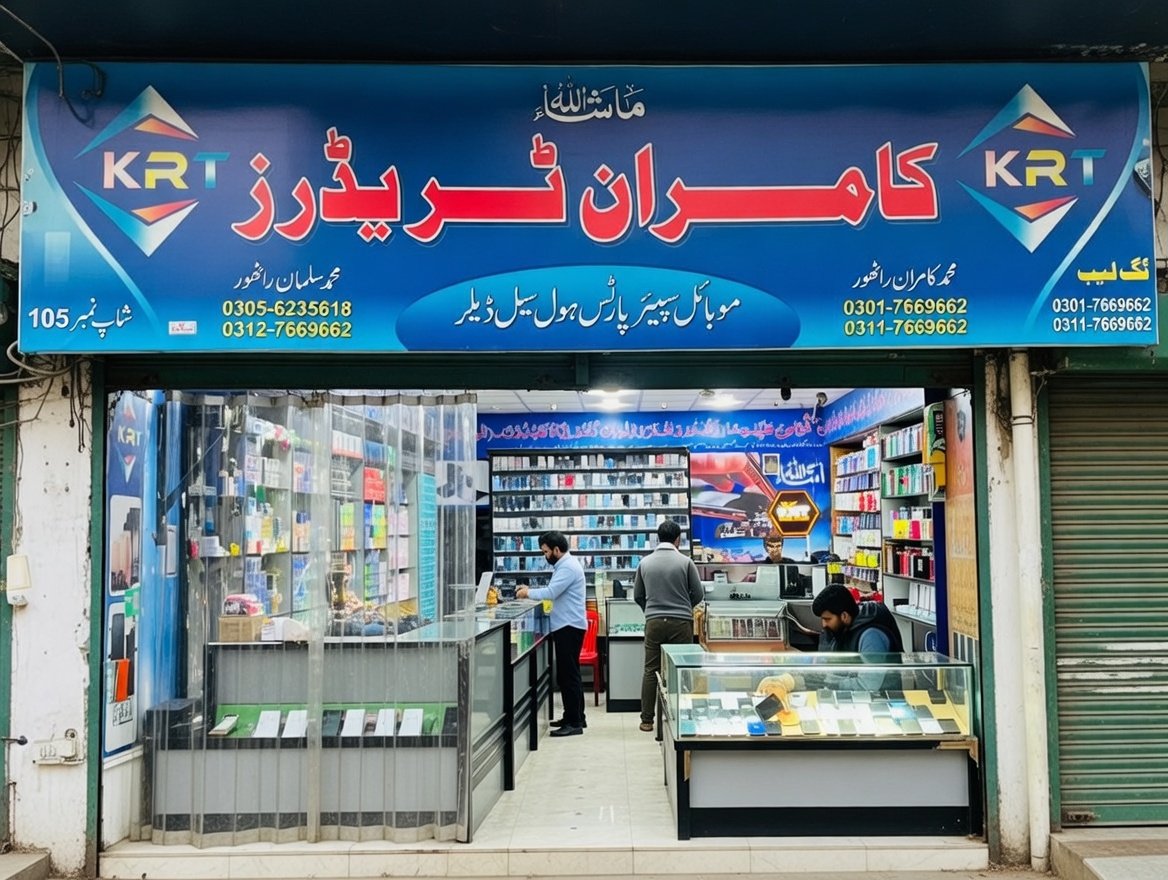 ماشاءاللہ
KRT
کامران ٹریڈرز
KRT
محمد کامران راٹھور
0301-7669662
0311-7669662
موبائل سپیئر پارٹس ہول سیل ڈیلر
محمد سلمان راٹھور
0305-6235618
0312-7669662
شاپ نمبر 105
0301-7669662
0311-7669662
KRT